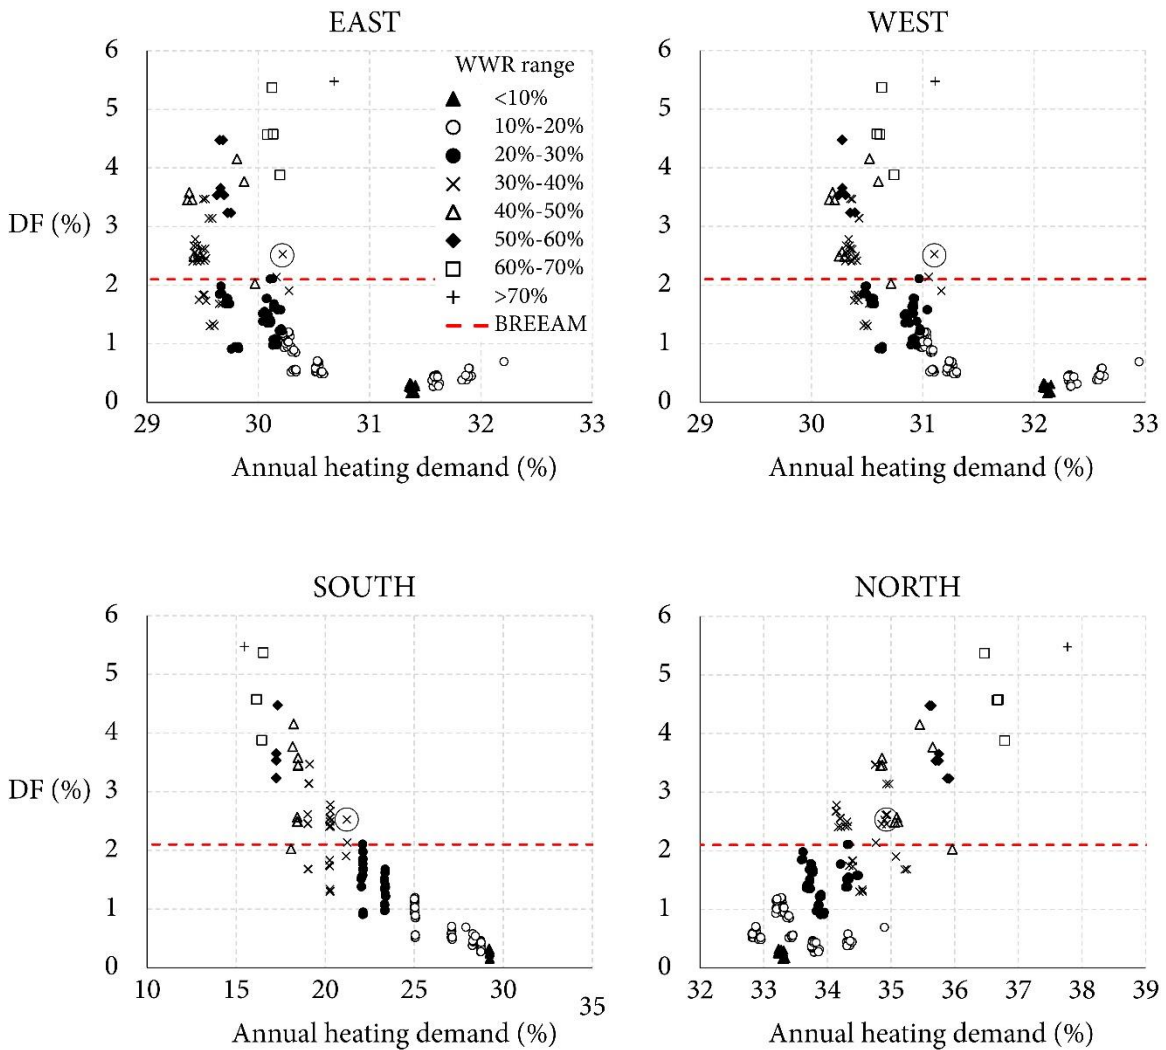 EAST
6
5
4
3
2
1
0
DF (%)
29 30 31 32 33
Annual heating demand (%)
WWR range
<10%
10%-20%
20%-30%
30%-40%
40%-50%
50%-60%
60%-70%
>70%
BREEAM
WEST
6
5
4
3
2
1
0
29 30 31 32 33
Annual heating demand (%)
SOUTH
6
5
4
3
2
1
0
DF (%)
10 15 20 25 30 35
Annual heating demand (%)
NORTH
6
5
4
3
2
1
0
32 33 34 35 36 37 38 39
Annual heating demand (%)